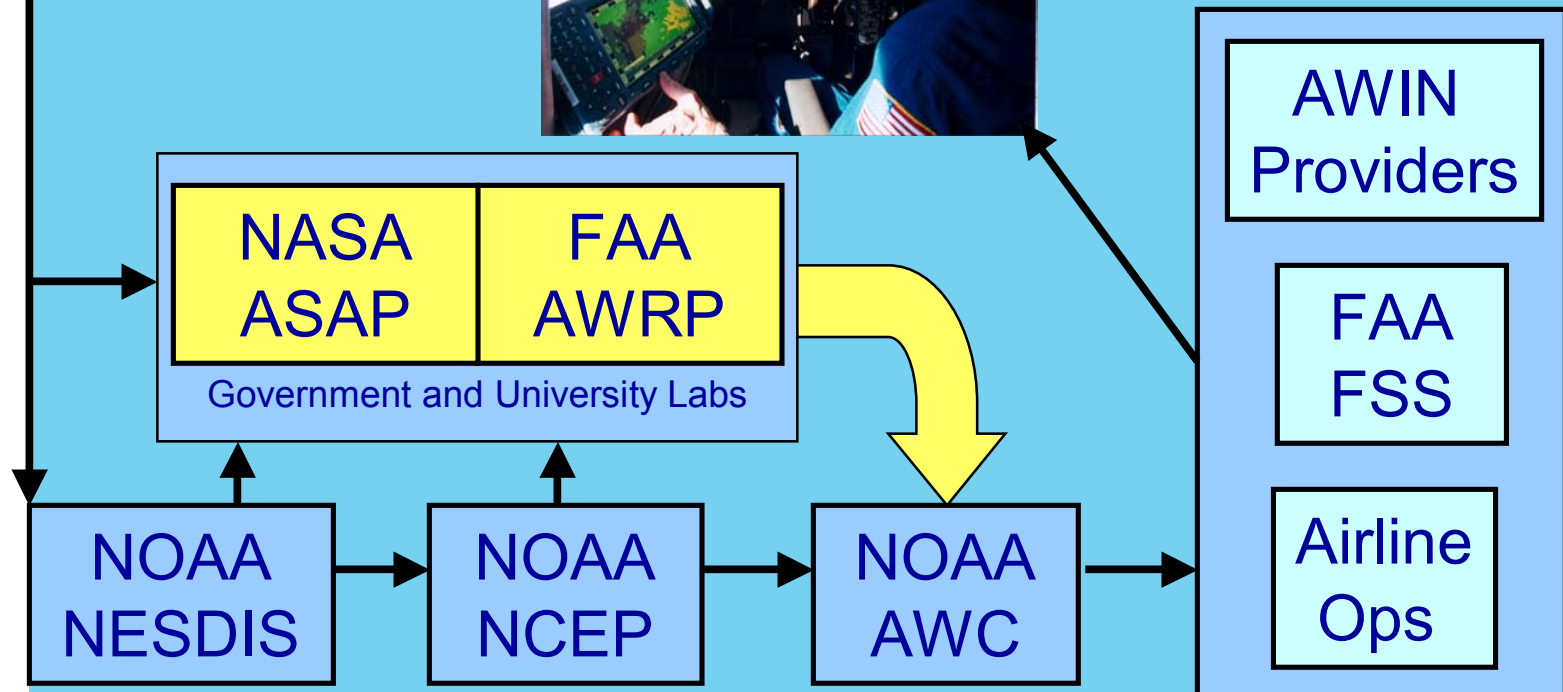 AWIN
Providers
NASA
ASAP
FAA
AWRP
Government and University Labs
FAA
FSS
NOAA
NESDIS
NOAA
NCEP
NOAA
AWC
Airline
Ops